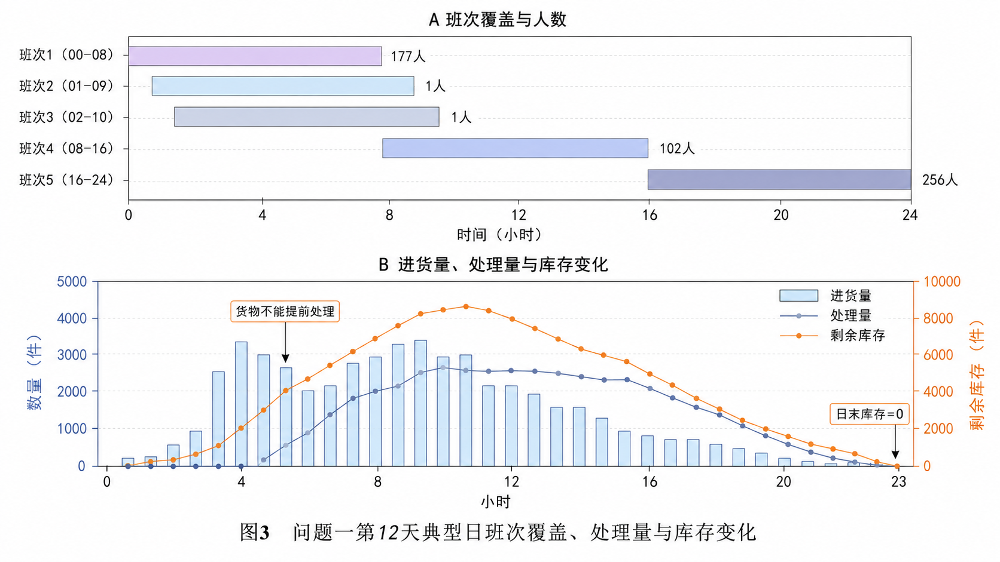 A 班次覆盖与人数
班次1（00-08）
177人
班次2（01-09）
1人
班次3（02-10）
1人
班次4（08-16）
102人
班次5（16-24）
256人
0 4 8 12 16 20 24
时间（小时）
B 进货量、处理量与库存变化
数量（件）
5000
4000
3000
2000
1000
0
货物不能提前处理
进货量
处理量
剩余库存
日末库存=0
10000
8000
6000
4000
2000
0
剩余库存（件）
0 4 8 12 16 20 23
小时
图3 问题一第12天典型日班次覆盖、处理量与库存变化